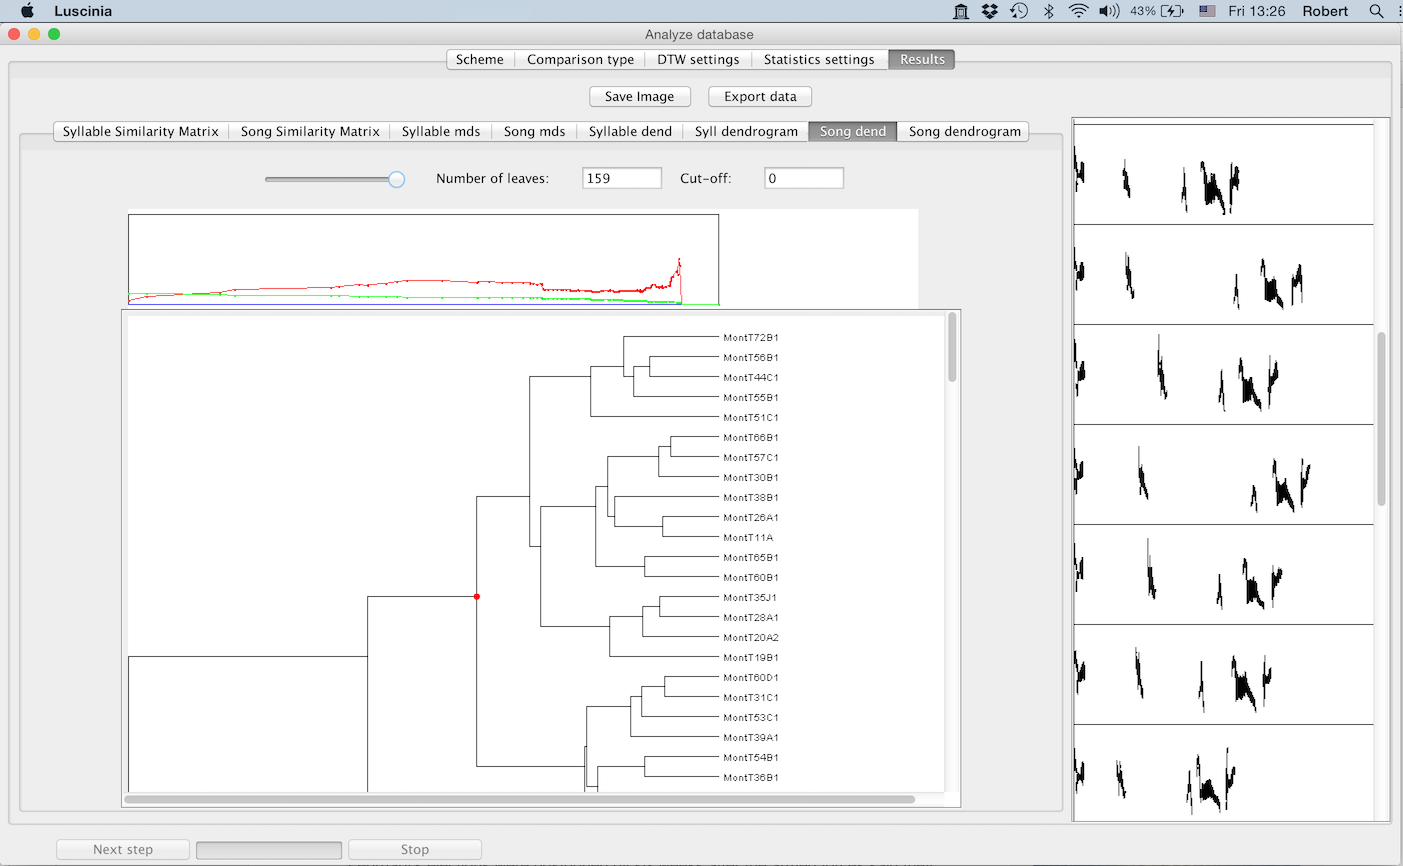 Luscinia 43% Fri 13:26 Robert
Analyze database
Scheme Comparison type DTW settings Statistics settings Results
Save Image Export data
Syllable Similarity Matrix Song Similarity Matrix Syllable mds Song mds Syllable dend Syll dendrogram Song dend Song dendrogram
Number of leaves: 159 Cut-off: 0
MontT72B1
MontT56B1
MontT44C1
MontT55B1
MontT51C1
MontT66B1
MontT57C1
MontT30B1
MontT38B1
MontT26A1
MontT11A
MontT65B1
MontT60B1
MontT35J1
MontT28A1
MontT20A2
MontT19B1
MontT60D1
MontT31C1
MontT53C1
MontT39A1
MontT54B1
MontT36B1
Next step Stop